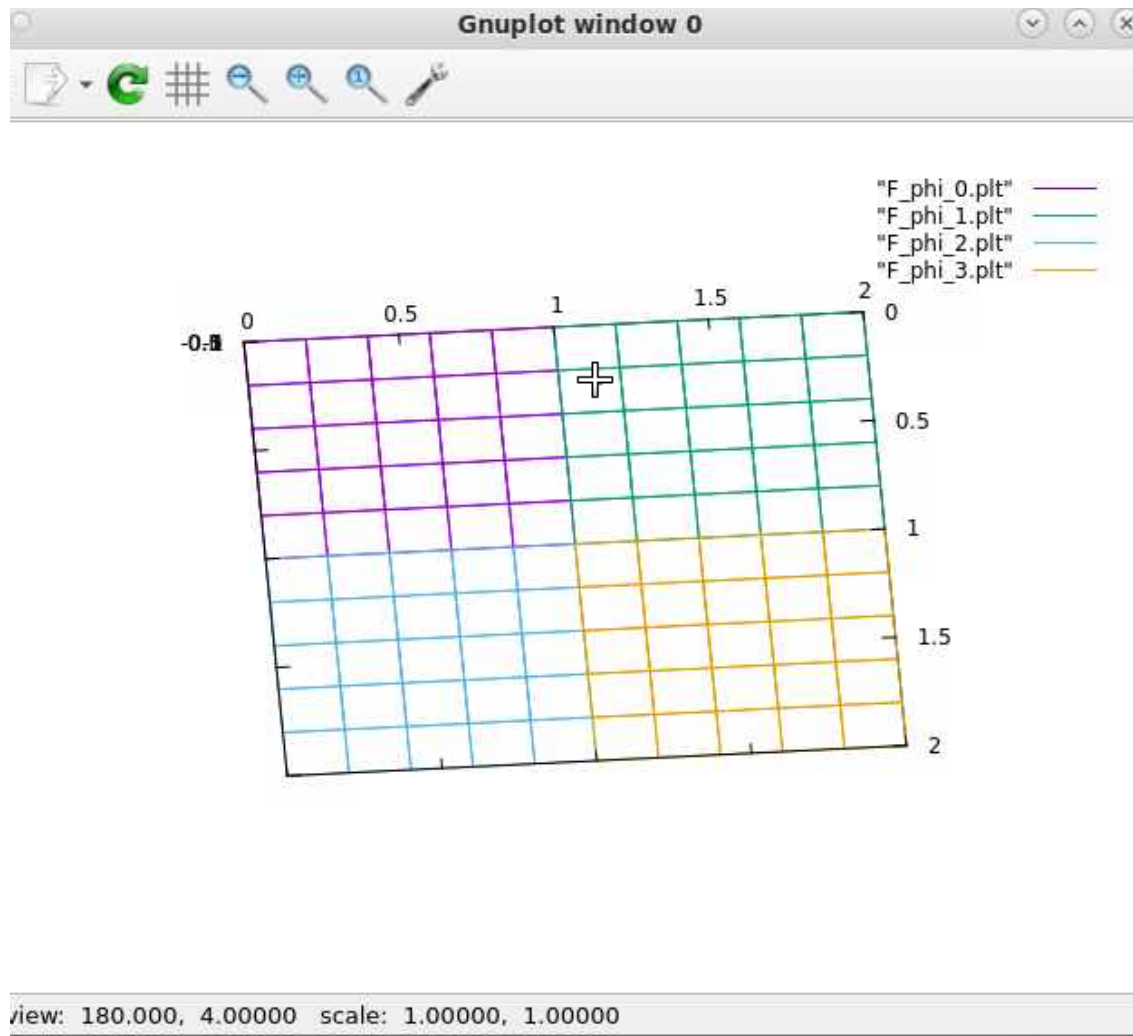 Gnuplot window 0
"F_phi_0.plt"
"F_phi_1.plt"
"F_phi_2.plt"
"F_phi_3.plt"
0 0.5 1 1.5 2
0
0.5
1
1.5
2
view: 180.000, 4.00000 scale: 1.00000, 1.00000